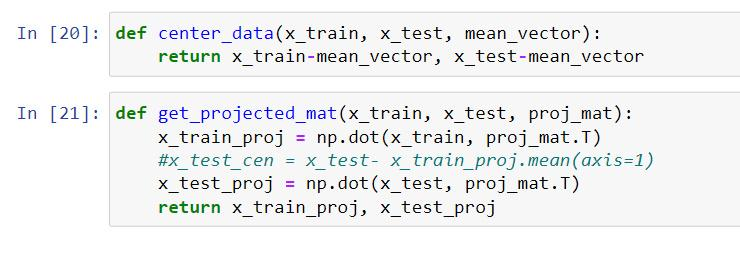 In [20]: def center_data(x_train, x_test, mean_vector):
    return x_train-mean_vector, x_test-mean_vector
In [21]: def get_projected_mat(x_train, x_test, proj_mat):
    x_train_proj = np.dot(x_train, proj_mat.T)
    #x_test_cen = x_test- x_train_proj.mean(axis=1)
    x_test_proj = np.dot(x_test, proj_mat.T)
    return x_train_proj, x_test_proj